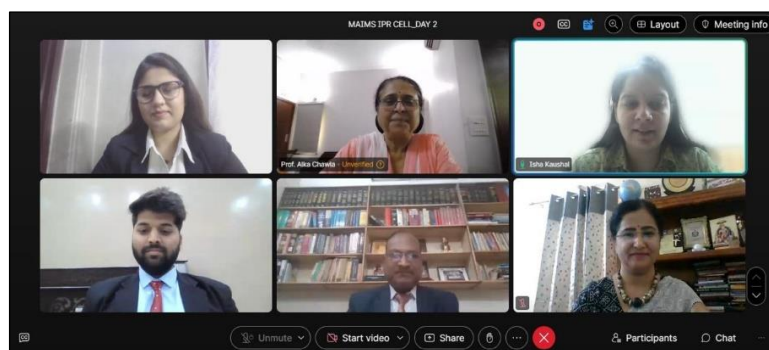 MAIMS IPR CELL_DAY 2
Layout
Meeting info
Prof. Alka Chawla - Unverified
Isha Kaushal
Unmute
Start video
Share
Participants
Chat